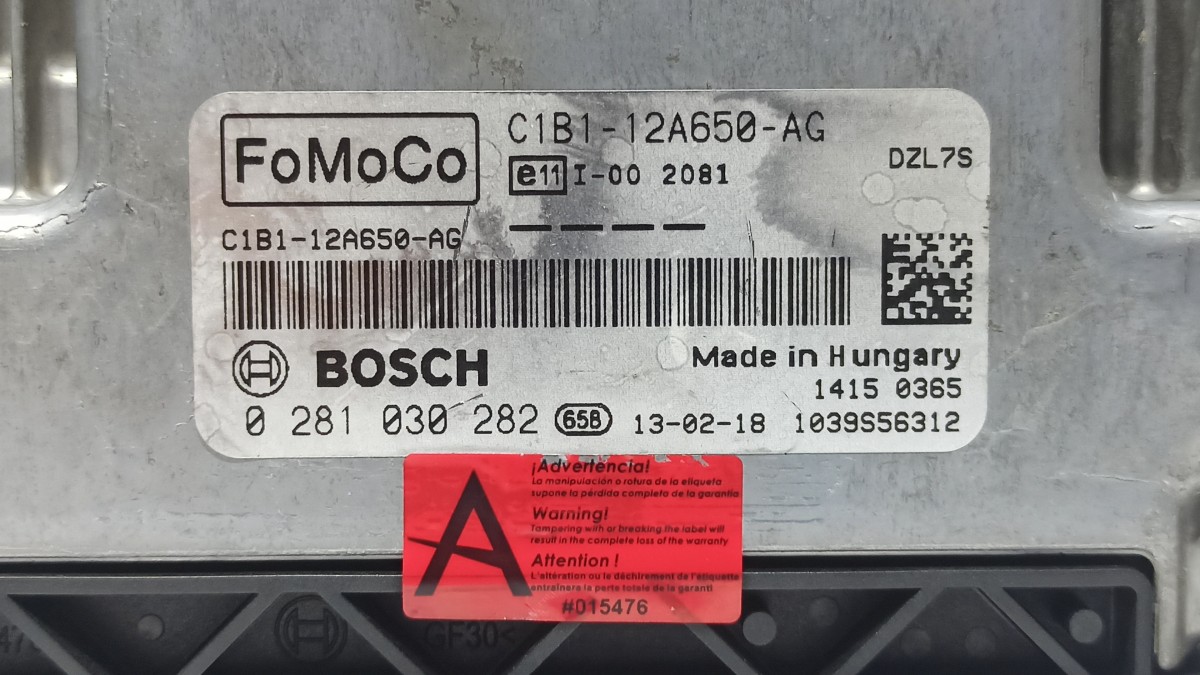 FoMoCo
C1B1-12A650-AG
e11 I-00 2081
DZL7S
C1B1-12A650-AG
BOSCH
Made in Hungary
1415 0365
0 281 030 282 65B 13-02-18 1039S56312
¡Advertencia!
La manipulación o rotura de la etiqueta
supone la pérdida completa de la garantía
Warning!
Tampering with or breaking the label will
result in the complete loss of the warranty
Attention !
L'altération ou le déchirement de l'étiquette
entraînera la perte totale de la garanti
#015476
GF30<